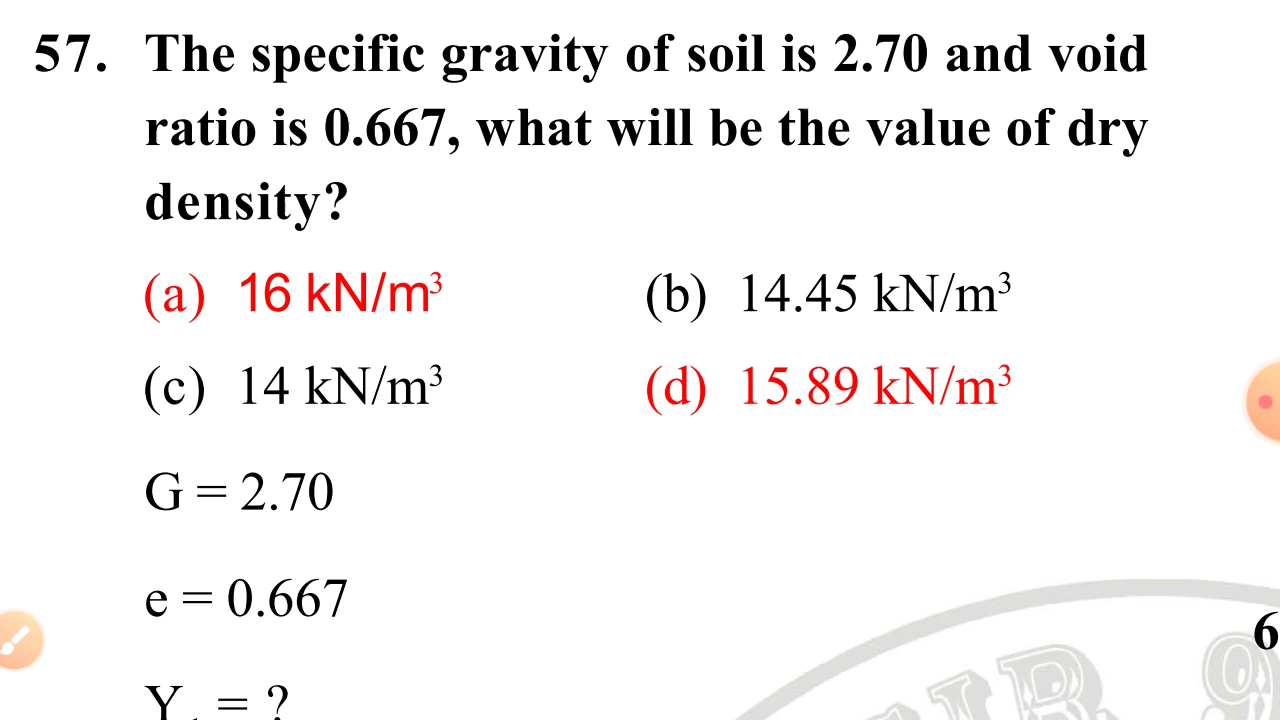 57. The specific gravity of soil is 2.70 and void
ratio is 0.667, what will be the value of dry
density?
(a) 16 kN/m³ (b) 14.45 kN/m³
(c) 14 kN/m³ (d) 15.89 kN/m³
G = 2.70
e = 0.667
6
= ?